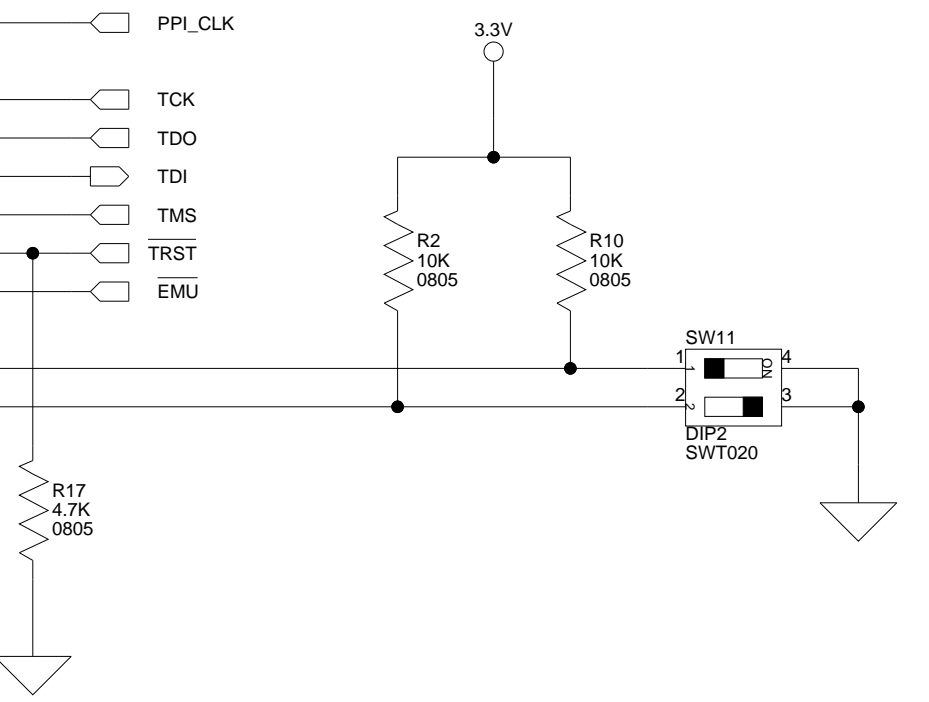 PPI_CLK
TCK
TDO
TDI
TMS
TRST
EMU
3.3V
R2
10K
0805
R10
10K
0805
SW11
1
1
ON
4
2
2
3
DIP2
SWT020
R17
4.7K
0805